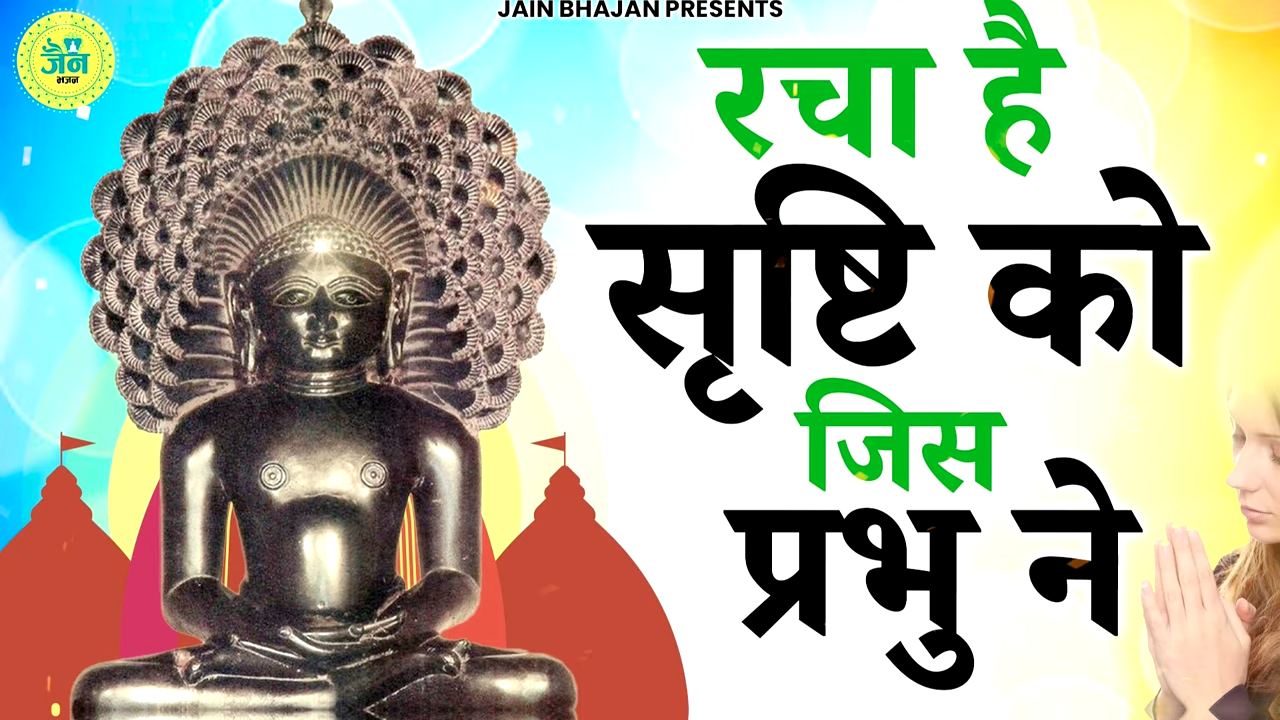 JAIN BHAJAN PRESENTS
जैन
भजन
रचा है
सृष्टि को
जिस
प्रभु ने